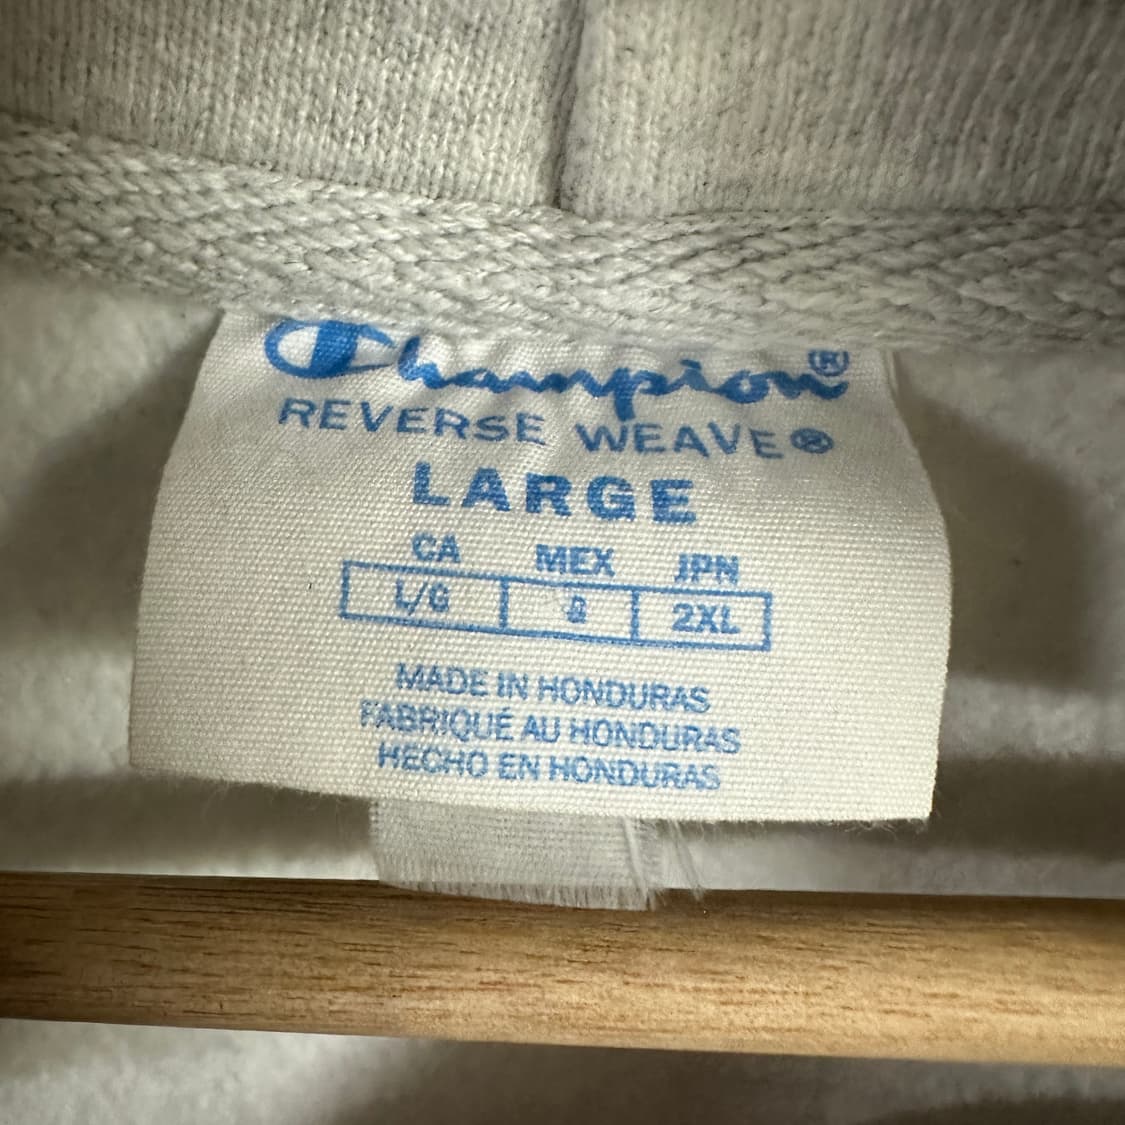 Champion®
REVERSE WEAVE®
LARGE
CA MEX JPN
L/G 2XL
MADE IN HONDURAS
FABRIQUÉ AU HONDURAS
HECHO EN HONDURAS